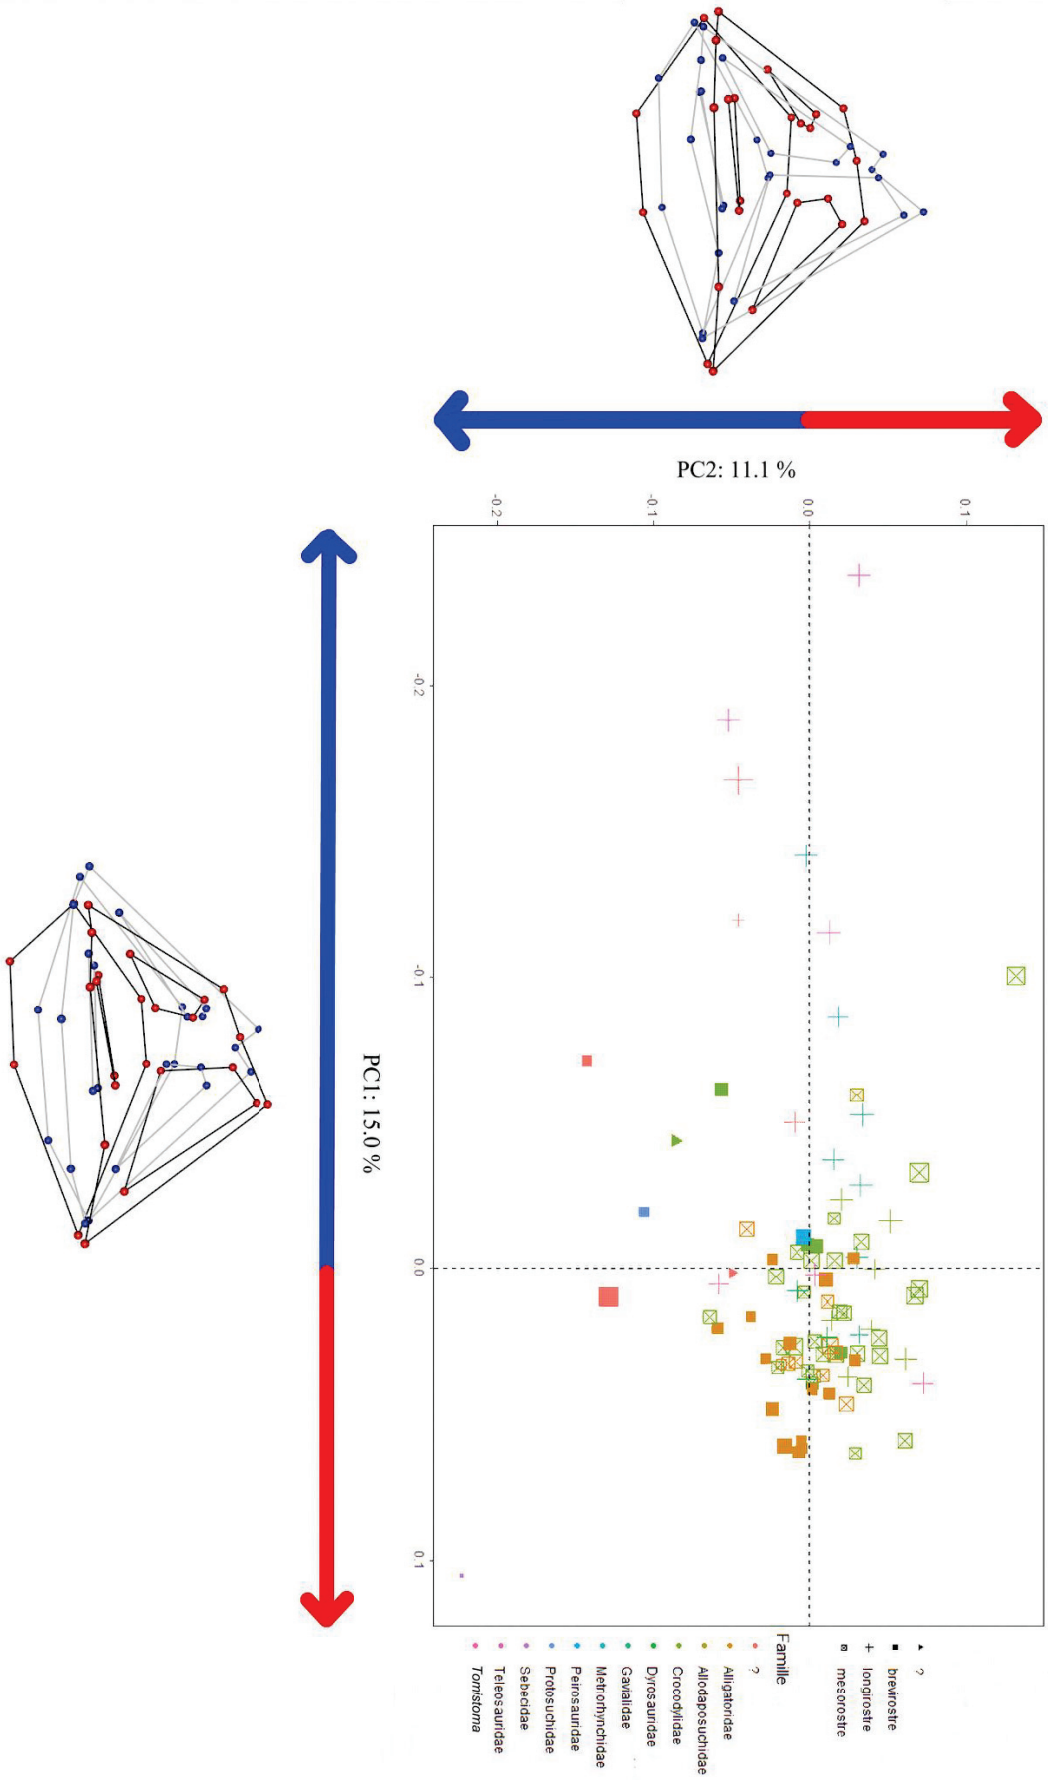 PC2: 11.1 %
0.1
0.0
-0.1
-0.2
-0.2
-0.1
0.0
0.1
PC1: 15.0 %
?
brevirostre
longirostre
mesorostre
Famille
?
Alligatoridae
Allodaposuchidae
Crocodylidae
Dyrosauridae
Gavialidae
Metriorhynchidae
Peirosauridae
Protosuchidae
Sebecidae
Teleosauridae
Tomistoma